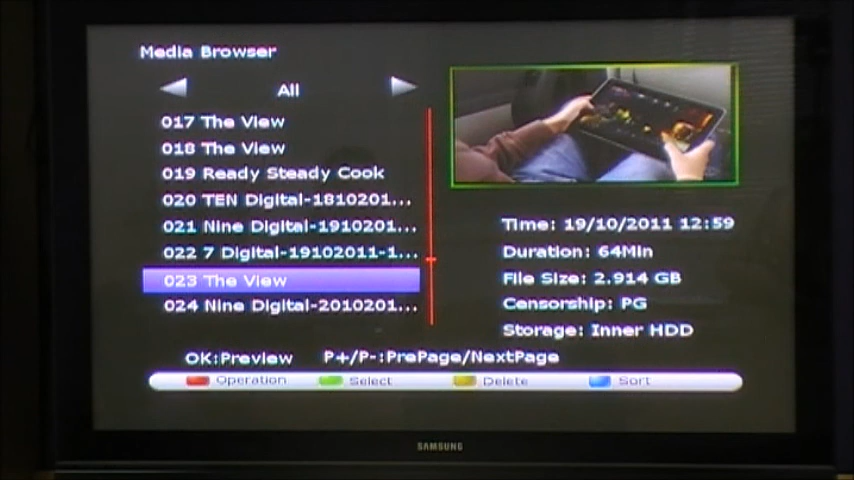 Media Browser
All
017 The View
018 The View
019 Ready Steady Cook
020 TEN Digital-1810201...
021 Nine Digital-1910201...
022 7 Digital-19102011-1...
023 The View
024 Nine Digital-2010201...
Time: 19/10/2011 12:59
Duration: 64Min
File Size: 2.914 GB
Censorship: PG
Storage: Inner HDD
OK:Preview P+/P-:PrePage/NextPage
Operation Select Delete Sort
SAMSUNG